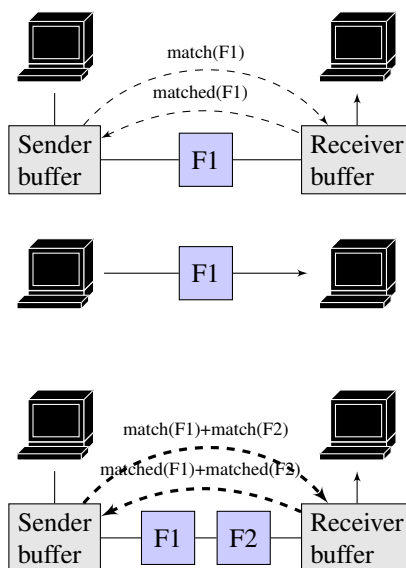 match(F1)
matched(F1)
Sender
buffer
F1
Receiver
buffer
F1
match(F1)+match(F2)
matched(F1)+matched(F2)
Sender
buffer
F1
F2
Receiver
buffer